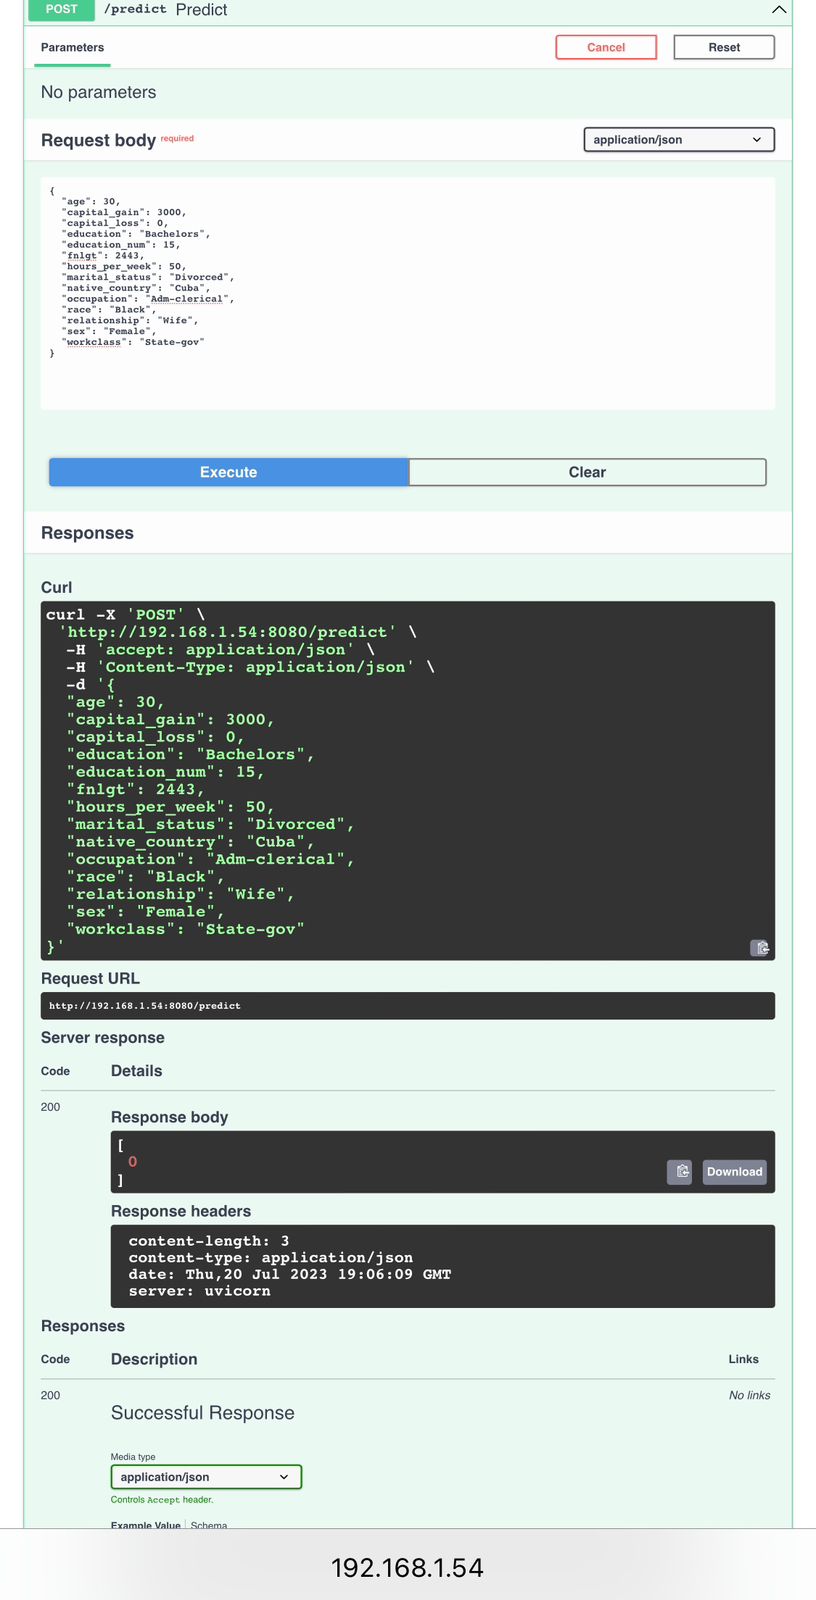 POST /predict Predict
Parameters
Cancel
Reset
No parameters
Request body required
application/json
{
"age": 30,
"capital_gain": 3000,
"capital_loss": 0,
"education": "Bachelors",
"education_num": 15,
"fnlgt": 2443,
"hours_per_week": 50,
"marital_status": "Divorced",
"native_country": "Cuba",
"occupation": "Adm-clerical",
"race": "Black",
"relationship": "Wife",
"sex": "Female",
"workclass": "State-gov"
}
Execute
Clear
Responses
Curl
curl -X 'POST' \
'http://192.168.1.54:8080/predict' \
-H 'accept: application/json' \
-H 'Content-Type: application/json' \
-d '{
"age": 30,
"capital_gain": 3000,
"capital_loss": 0,
"education": "Bachelors",
"education_num": 15,
"fnlgt": 2443,
"hours_per_week": 50,
"marital_status": "Divorced",
"native_country": "Cuba",
"occupation": "Adm-clerical",
"race": "Black",
"relationship": "Wife",
"sex": "Female",
"workclass": "State-gov"
}'
Request URL
http://192.168.1.54:8080/predict
Server response
Code Details
200
Response body
[
0
]
Download
Response headers
content-length: 3
content-type: application/json
date: Thu,20 Jul 2023 19:06:09 GMT
server: uvicorn
Responses
Code Description Links
200 No links
Successful Response
Media type
application/json
Controls Accept header.
Example Value Schema
192.168.1.54